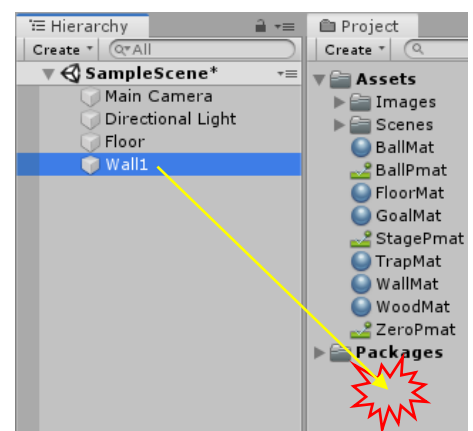 Hierarchy
Create
All
SampleScene*
Main Camera
Directional Light
Floor
Wall1
Project
Create
Assets
Images
Scenes
BallMat
BallPmat
FloorMat
GoalMat
StagePmat
TrapMat
WallMat
WoodMat
ZeroPmat
Packages